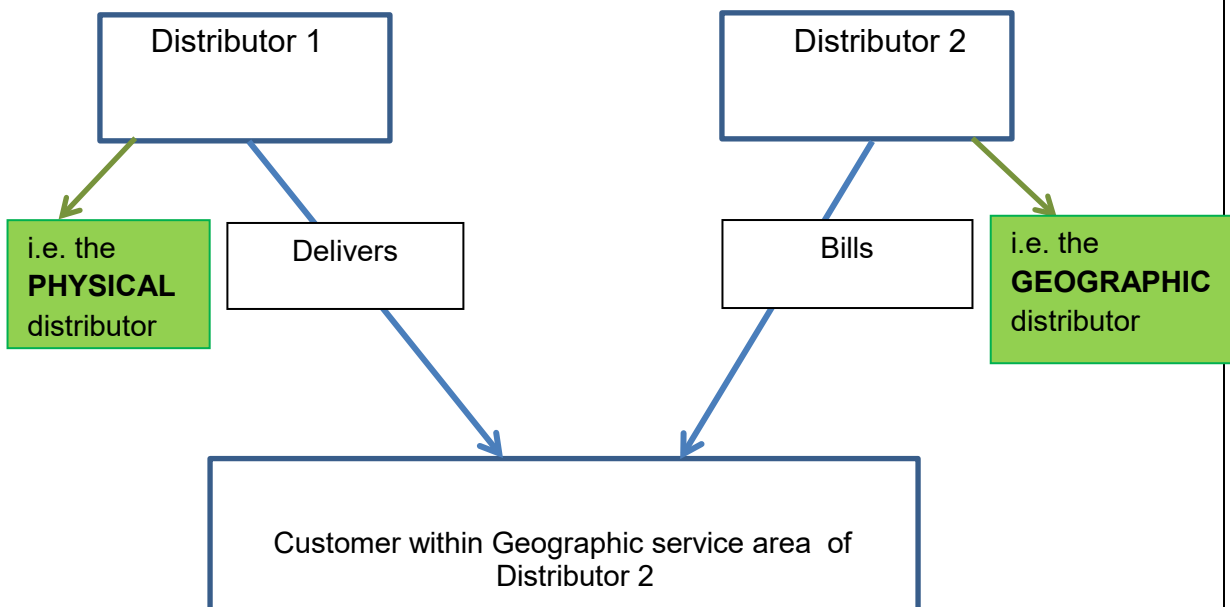 Distributor 1
Distributor 2
i.e. the
PHYSICAL
distributor
Delivers
Bills
i.e. the
GEOGRAPHIC
distributor
Customer within Geographic service area of
Distributor 2